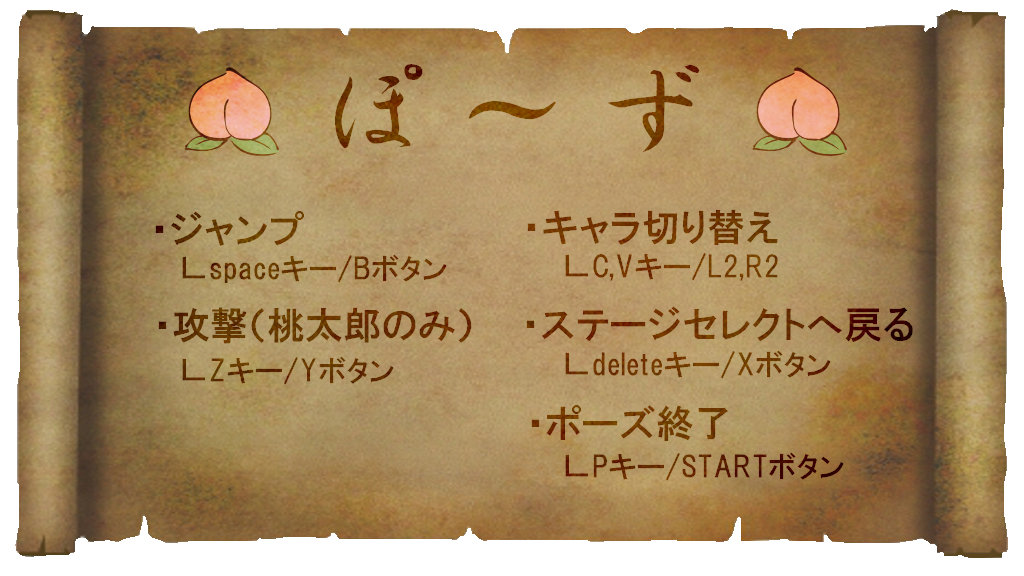 ぽ～ず
・ジャンプ
∟spaceキー/Bボタン
・攻撃(桃太郎のみ)
∟Zキー/Yボタン
・キャラ切り替え
∟C,Vキー/L2,R2
・ステージセレクトへ戻る
∟deleteキー/Xボタン
・ポーズ終了
∟Pキー/STARTボタン